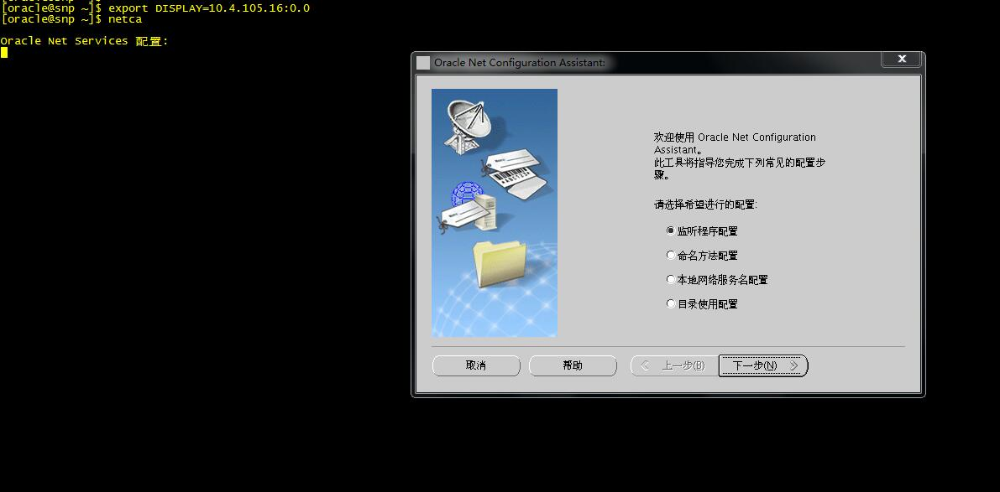 [oracle@snp ~]$ export DISPLAY=10.4.105.16:0.0
[oracle@snp ~]$ netca
Oracle Net Services 配置:
Oracle Net Configuration Assistant:
欢迎使用 Oracle Net Configuration
Assistant。
此工具将指导您完成下列常见的配置步
骤。
请选择希望进行的配置:
监听程序配置
命名方法配置
本地网络服务名配置
目录使用配置
取消
帮助
上一步(B)
下一步(N)